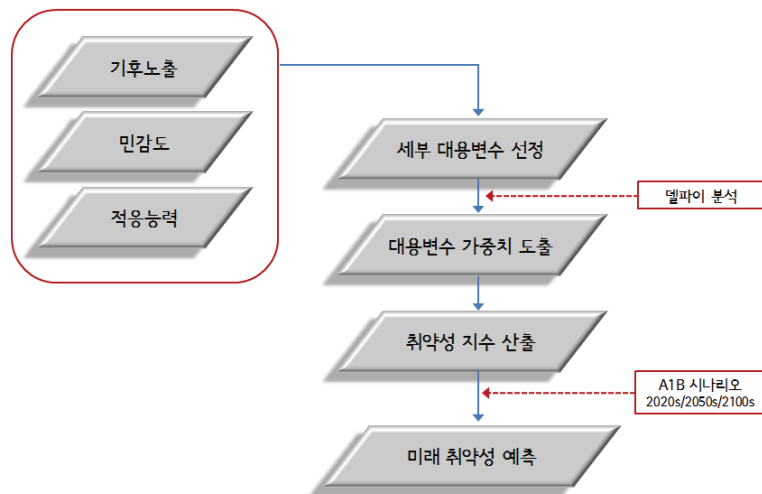 기후노출
민감도
적응능력
세부 대용변수 선정
델파이 분석
대용변수 가중치 도출
취약성 지수 산출
A1B 시나리오
2020s/2050s/2100s
미래 취약성 예측